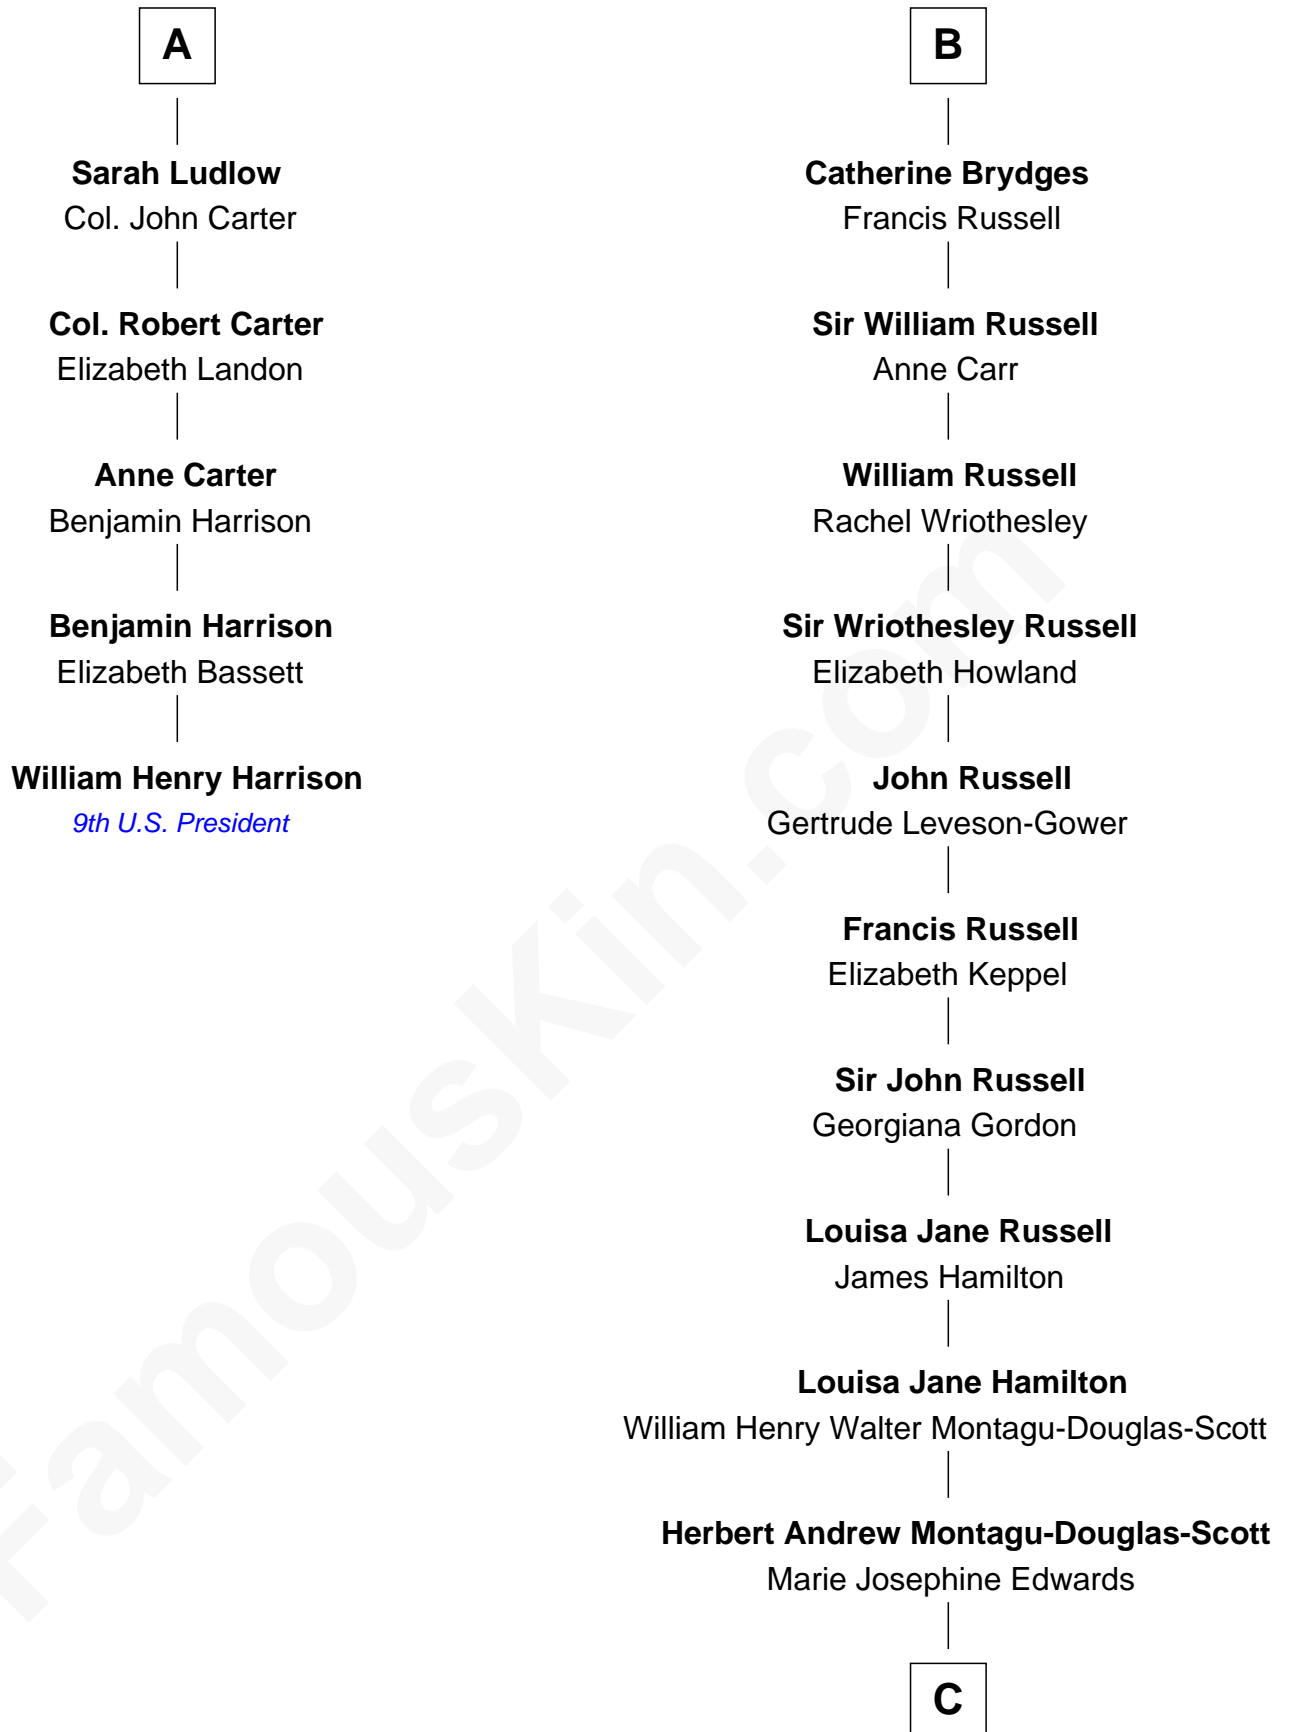 A
Sarah Ludlow
Col. John Carter
Col. Robert Carter
Elizabeth Landon
Anne Carter
Benjamin Harrison
Benjamin Harrison
Elizabeth Bassett
William Henry Harrison
9th U.S. President
B
Catherine Brydges
Francis Russell
Sir William Russell
Anne Carr
William Russell
Rachel Wriothesley
Sir Wriothesley Russell
Elizabeth Howland
John Russell
Gertrude Leveson-Gower
Francis Russell
Elizabeth Keppel
Sir John Russell
Georgiana Gordon
Louisa Jane Russell
James Hamilton
Louisa Jane Hamilton
William Henry Walter Montagu-Douglas-Scott
Herbert Andrew Montagu-Douglas-Scott
Marie Josephine Edwards
C
FamousKin.com